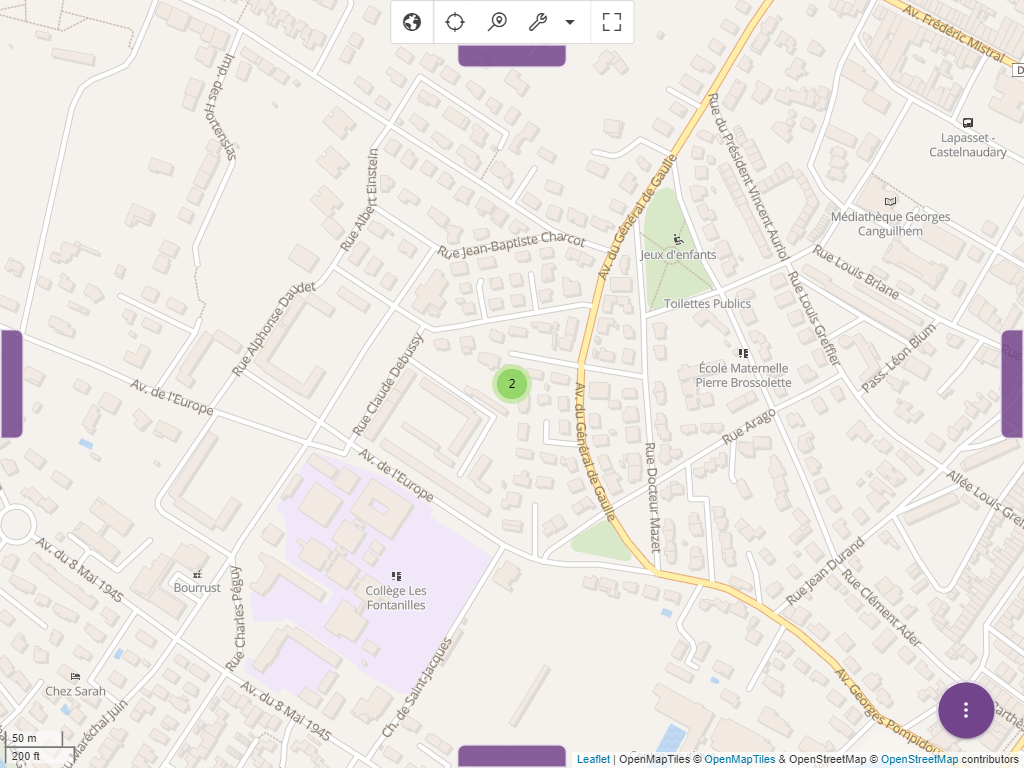 Av. Frédéric Mistral
D
Imp. des Hortensias
Rue du Président Vincent Auriol
Lapasset -
Castelnaudary
Rue Albert Einstein
Av. du Général de Gaulle
Médiathèque Georges
Canguilhem
Rue Jean-Baptiste Charcot
Jeux d'enfants
Rue Louis Briane
Rue Alphonse Daudet
Toilettes Publics
Rue Louis Greffier
Rue Claude Debussy
Pass. Léon Blum
École Maternelle
Pierre Brossolette
2
Av. de l'Europe
Av. du Général de Gaulle
Rue Arago
Av. de l'Europe
Rue Docteur Mazet
Allée Louis Gre
Av. du 8 Mai 1945
Rue Jean Durand
Bourrust
Collège Les
Fontanilles
Rue Charles Péguy
Rue Clément Ader
Ch. de Saint-Jacques
Chez Sarah
Av. du 8 Mai 1945
Maréchal Juin
Av. Georges Pompidou
Barthé
50 m
200 ft
Leaflet | OpenMapTiles © OpenMapTiles & OpenStreetMap © OpenStreetMap contributors